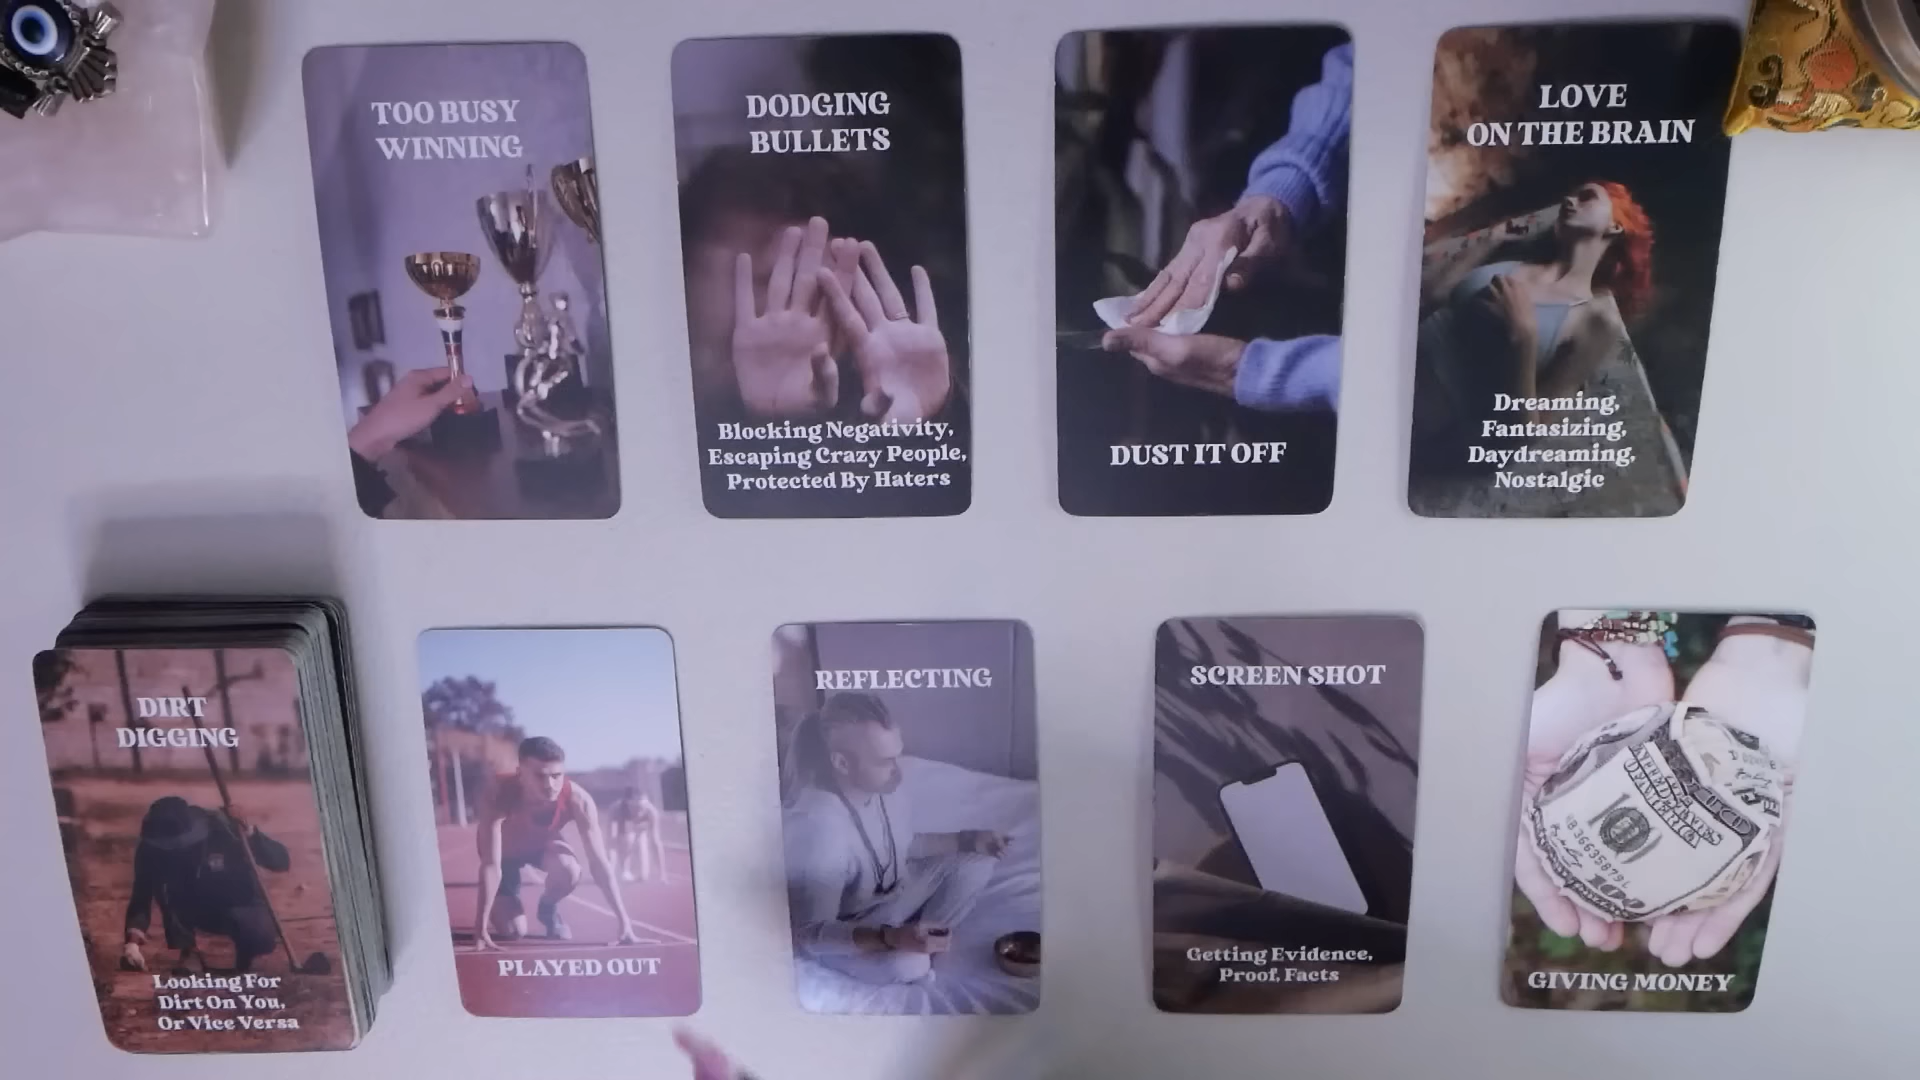 TOO BUSY
WINNING
DODGING
BULLETS
Blocking Negativity,
Escaping Crazy People,
Protected By Haters
DUST IT OFF
LOVE
ON THE BRAIN
Dreaming,
Fantasizing,
Daydreaming,
Nostalgic
DIRT
DIGGING
Looking For
Dirt On You,
Or Vice Versa
PLAYED OUT
REFLECTING
SCREEN SHOT
Getting Evidence,
Proof, Facts
100
GIVING MONEY